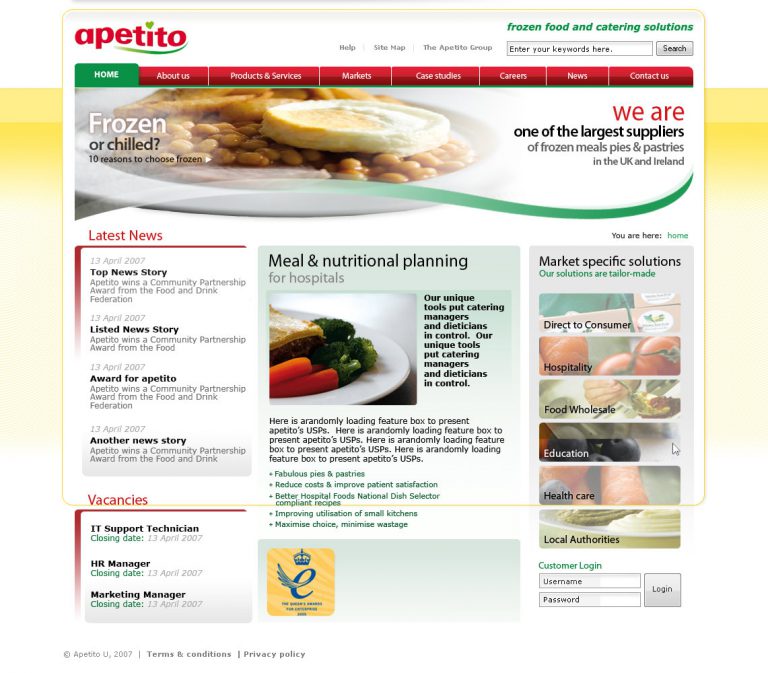 apetito
frozen food and catering solutions
Help | Site Map | The Apetito Group
Enter your keywords here.
Search
HOME
About us
Products & Services
Markets
Case studies
Careers
News
Contact us
Frozen
or chilled?
10 reasons to choose frozen
we are
one of the largest suppliers
of frozen meals pies & pastries
in the UK and Ireland
You are here: home
Latest News
13 April 2007
Top News Story
Apetito wins a Community Partnership
Award from the Food and Drink
Federation
13 April 2007
Listed News Story
Apetito wins a Community Partnership
Award from the Food
13 April 2007
Award for apetito
Apetito wins a Community Partnership
Award from the Food and Drink
Federation
13 April 2007
Another news story
Apetito wins a Community Partnership
Award from the Food
Vacancies
IT Support Technician
Closing date: 13 April 2007
HR Manager
Closing date: 13 April 2007
Marketing Manager
Closing date: 13 April 2007
Meal & nutritional planning
for hospitals
Our unique
tools put catering
managers
and dieticians
in control. Our
unique tools
put catering
managers
and dieticians
in control.
Here is arandomly loading feature box to
present apetito's USPs. Here is arandomly
loading feature box to present apetito's
USPs. Here is arandomly loading feature
box to present apetito's USPs. Here is arandomly loading
feature box to present apetito's USPs.
+ Fabulous pies & pastries
+ Reduce costs & improve patient satisfaction
+ Better Hospital Foods National Dish Selector
compliant recipes
+ Improving utilisation of small kitchens
+ Maximise choice, minimise wastage
THE QUEEN'S AWARDS
FOR ENTERPRISE
Market specific solutions
Our solutions are tailor-made
Direct to Consumer
Hospitality
Food Wholesale
Education
Health care
Local Authorities
Customer Login
Username
Password
Login
© Apetito U, 2007 | Terms & conditions | Privacy policy